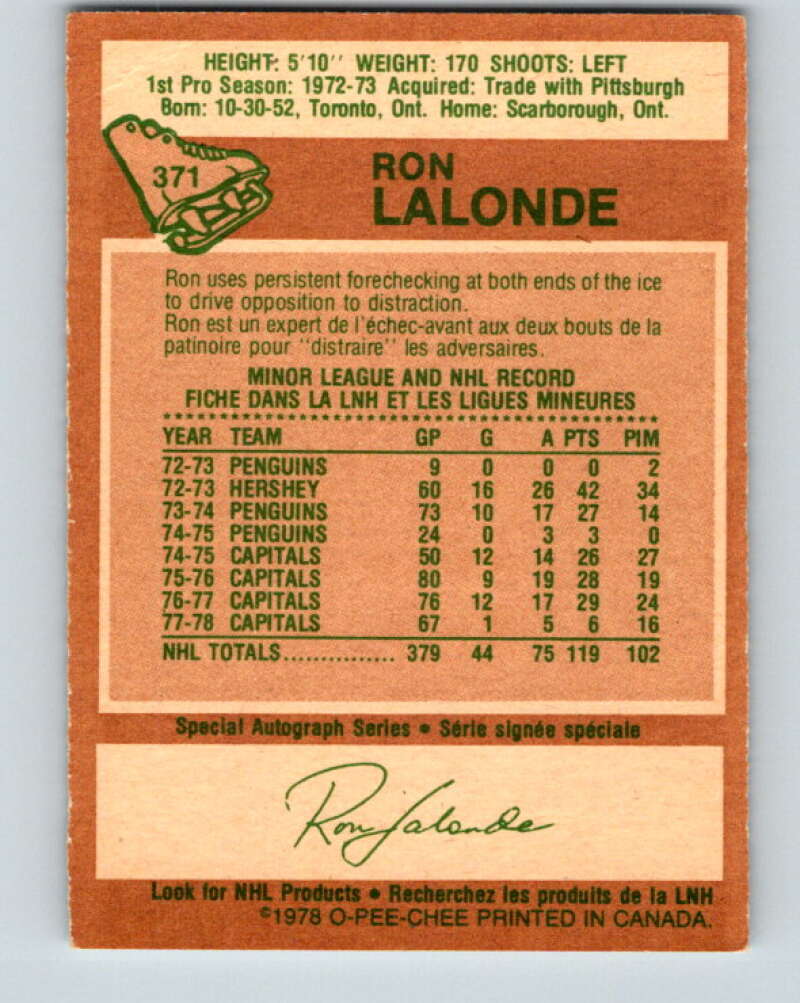 HEIGHT: 5'10'' WEIGHT: 170 SHOOTS: LEFT
1st Pro Season: 1972-73 Acquired: Trade with Pittsburgh
Born: 10-30-52, Toronto, Ont. Home: Scarborough, Ont.
371
RON
LALONDE
Ron uses persistent forechecking at both ends of the ice
to drive opposition to distraction.
Ron est un expert de l'échec-avant aux deux bouts de la
patinoire pour ''distraire'' les adversaires.
MINOR LEAGUE AND NHL RECORD
FICHE DANS LA LNH ET LES LIGUES MINEURES
YEAR TEAM GP G A PTS PIM
72-73 PENGUINS 9 0 0 0 2
72-73 HERSHEY 60 16 26 42 34
73-74 PENGUINS 73 10 17 27 14
74-75 PENGUINS 24 0 3 3 0
74-75 CAPITALS 50 12 14 26 27
75-76 CAPITALS 80 9 19 28 19
76-77 CAPITALS 76 12 17 29 24
77-78 CAPITALS 67 1 5 6 16
NHL TOTALS............... 379 44 75 119 102
Special Autograph Series • Série signée spéciale
Ron Lalonde
Look for NHL Products • Recherchez les produits de la LNH
©1978 O-PEE-CHEE PRINTED IN CANADA.